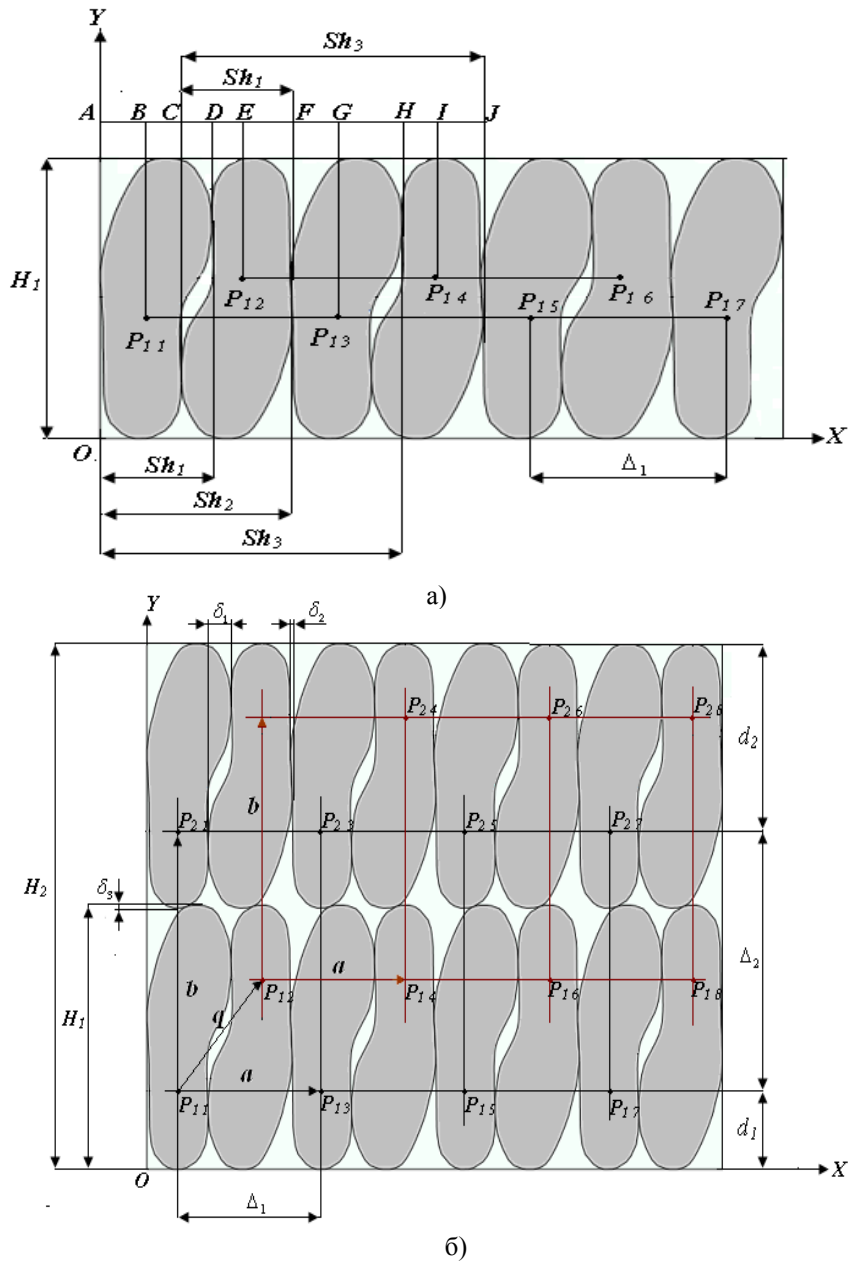 Y
Sh₃
Sh₁
A B C D E F G H I J
H₁
P₁₂ P₁₄ P₁₆
P₁₁ P₁₃ P₁₅ P₁₇
O X
Sh₁ Δ₁
Sh₂
Sh₃
а)
Y δ₁ δ₂
P₂₄ P₂₆ P₂₈
d₂
b
P₂₁ P₂₃ P₂₅ P₂₇
H₂
δ₃
Δ₂
a
b P₁₂ P₁₄ P₁₆ P₁₈
H₁ q
a
P₁₁ P₁₃ P₁₅ P₁₇
d₁
O X
Δ₁
б)